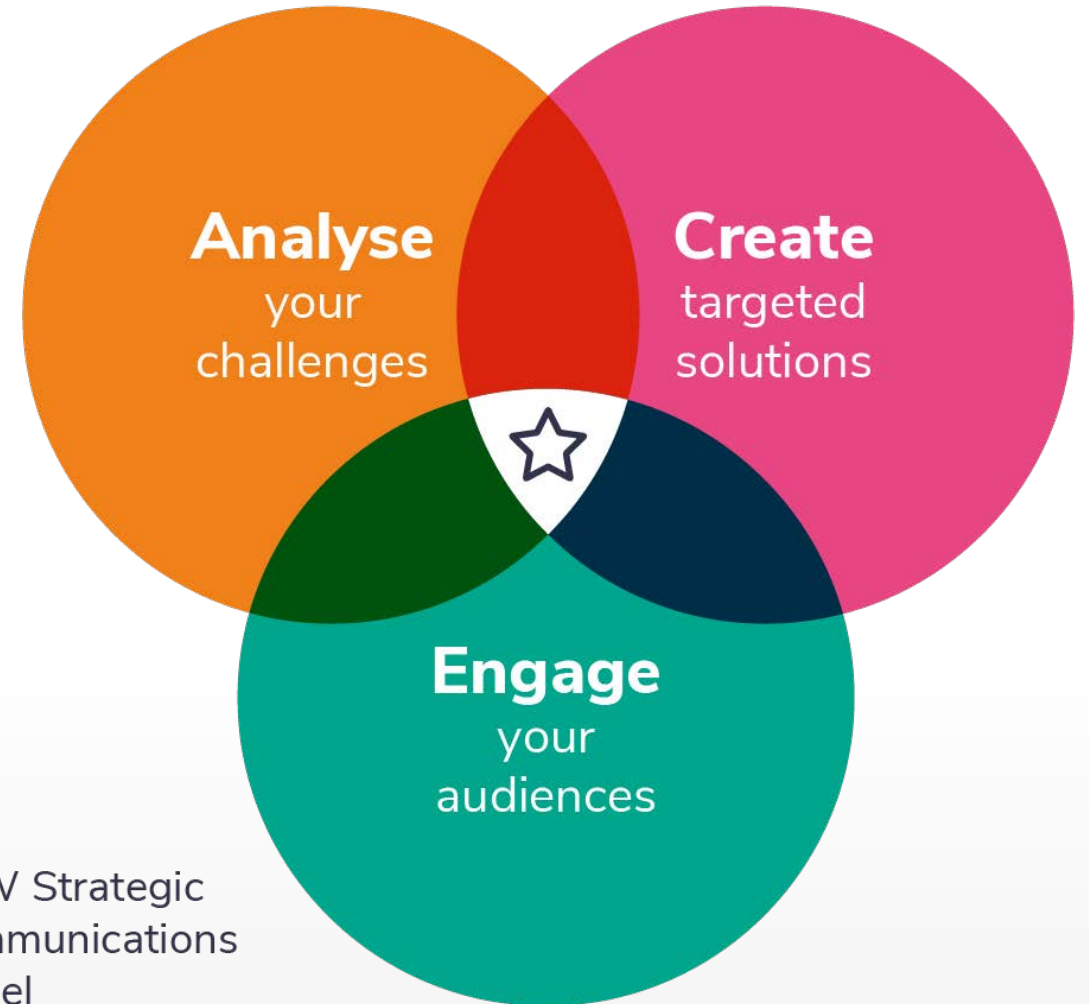 Analyse
your
challenges
Create
targeted
solutions
Engage
your
audiences
Strategic